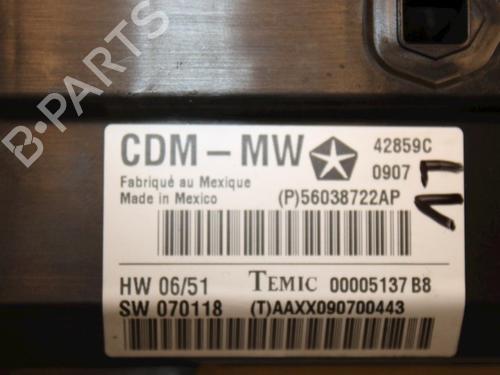 CDM – MW 42859C
Fabriqué au Mexique 0907
Made in Mexico (P)56038722AP
LV
HW 06/51 TEMIC 00005137 B8
SW 070118 (T)AAXX090700443
B-PARTS